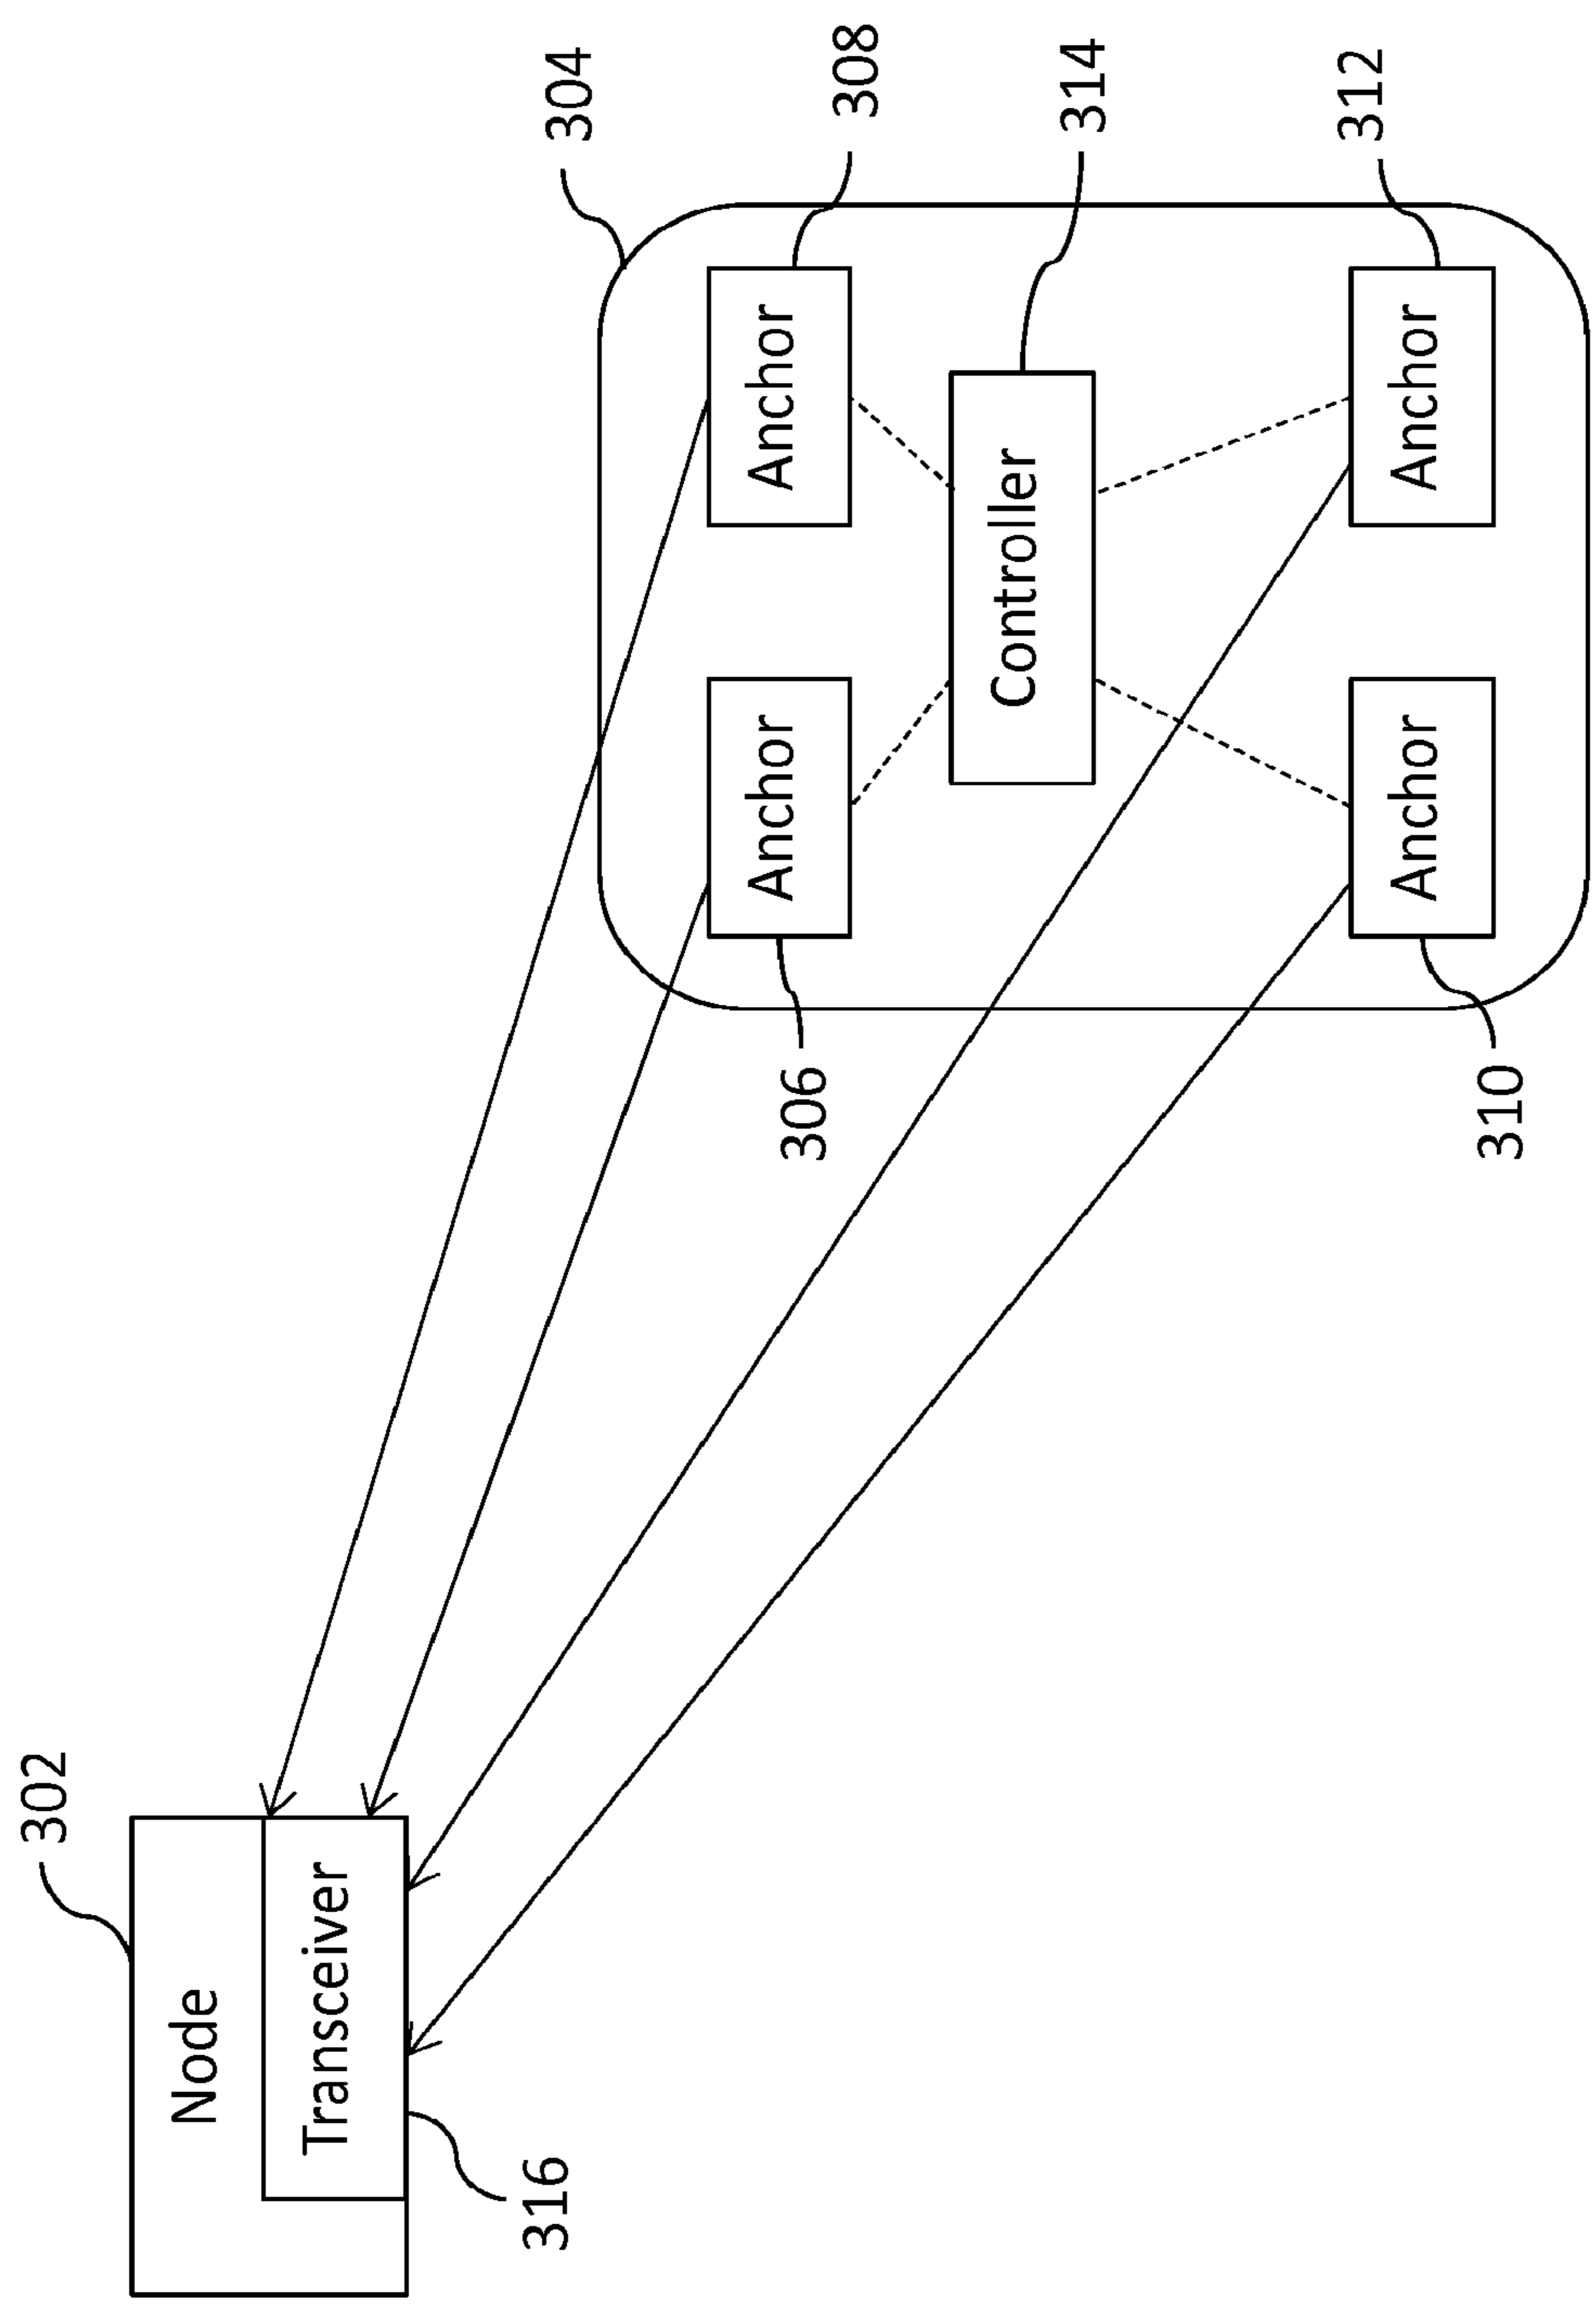 302
Node
Transceiver
316
304
308
Anchor
Anchor
306
Controller
314
312
Anchor
Anchor
310